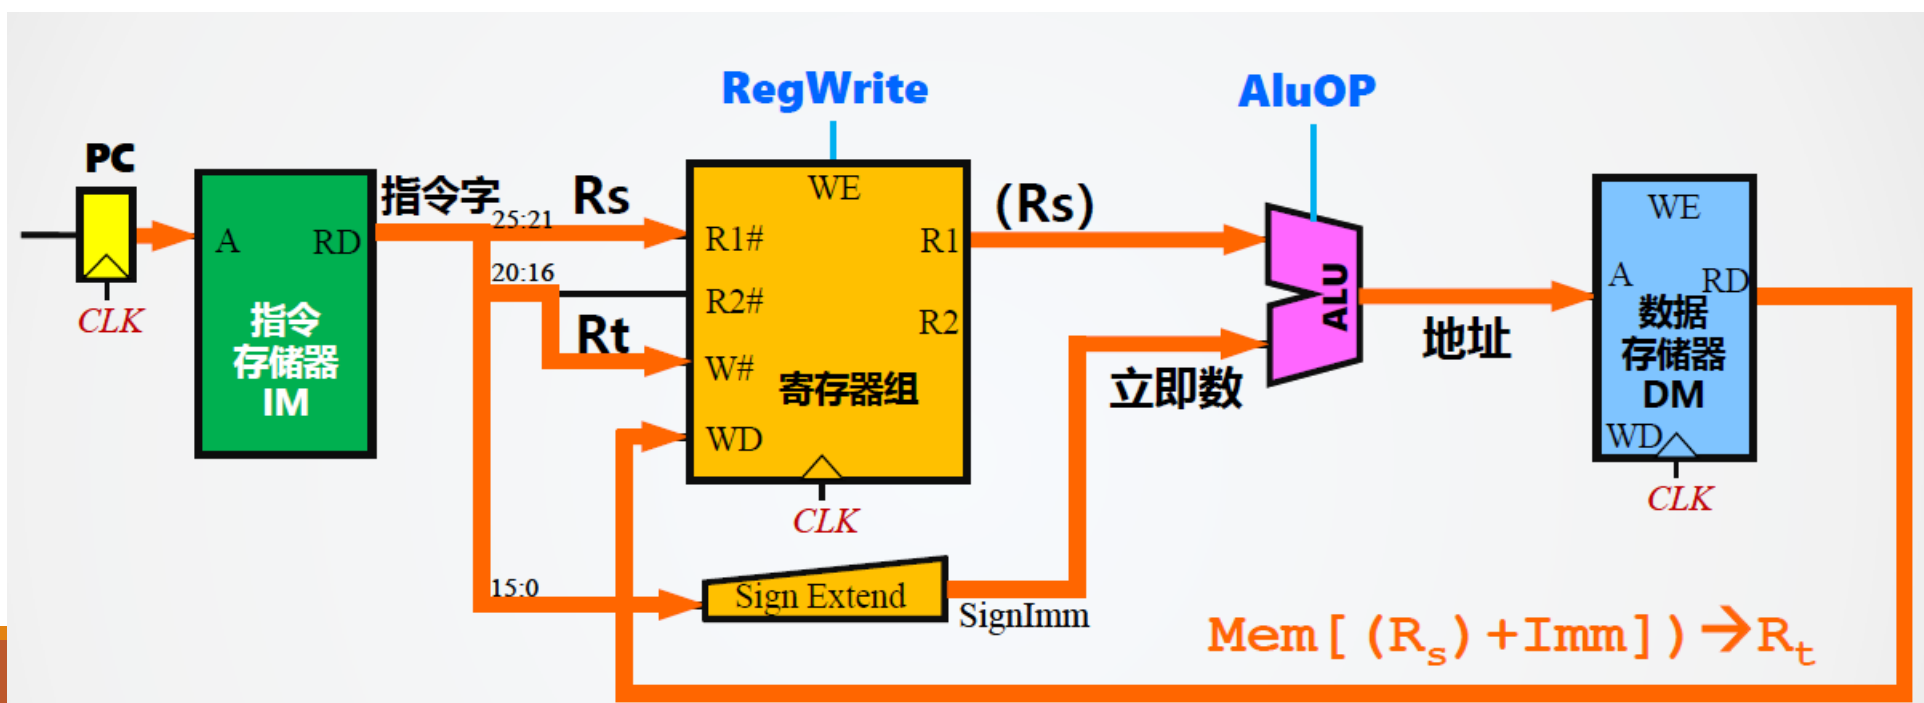 RegWrite
AluOP
PC
CLK
A
RD
指令
存储器
IM
指令字
25:21
Rs
20:16
Rt
15:0
WE
R1#
R1
R2#
R2
W#
寄存器组
WD
CLK
Sign Extend
SignImm
(Rs)
立即数
ALU
地址
WE
A
RD
数据
存储器
DM
WD
CLK
Mem[(Rs)+Imm])→Rt